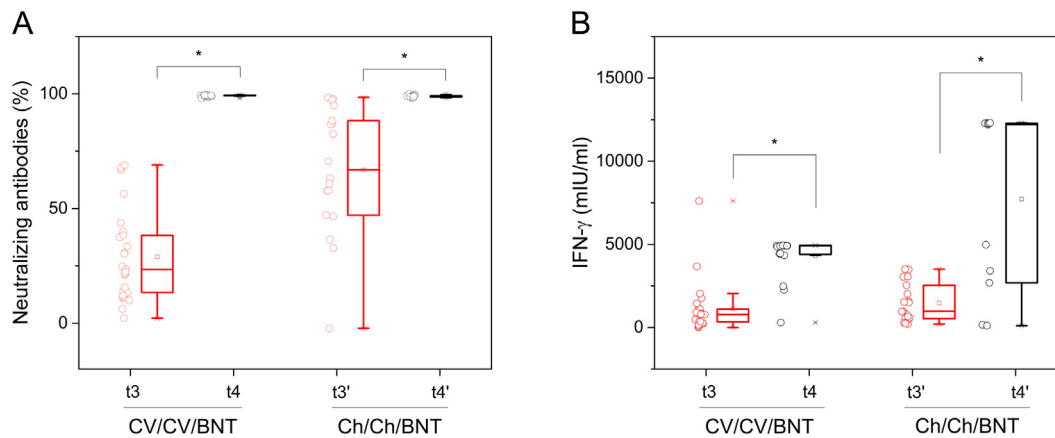 A
Neutralizing antibodies (%)
100
50
0
*
*
t3
t4
t3'
t4'
CV/CV/BNT
Ch/Ch/BNT
B
IFN-γ (mIU/ml)
15000
10000
5000
0
*
*
t3
t4
t3'
t4'
CV/CV/BNT
Ch/Ch/BNT